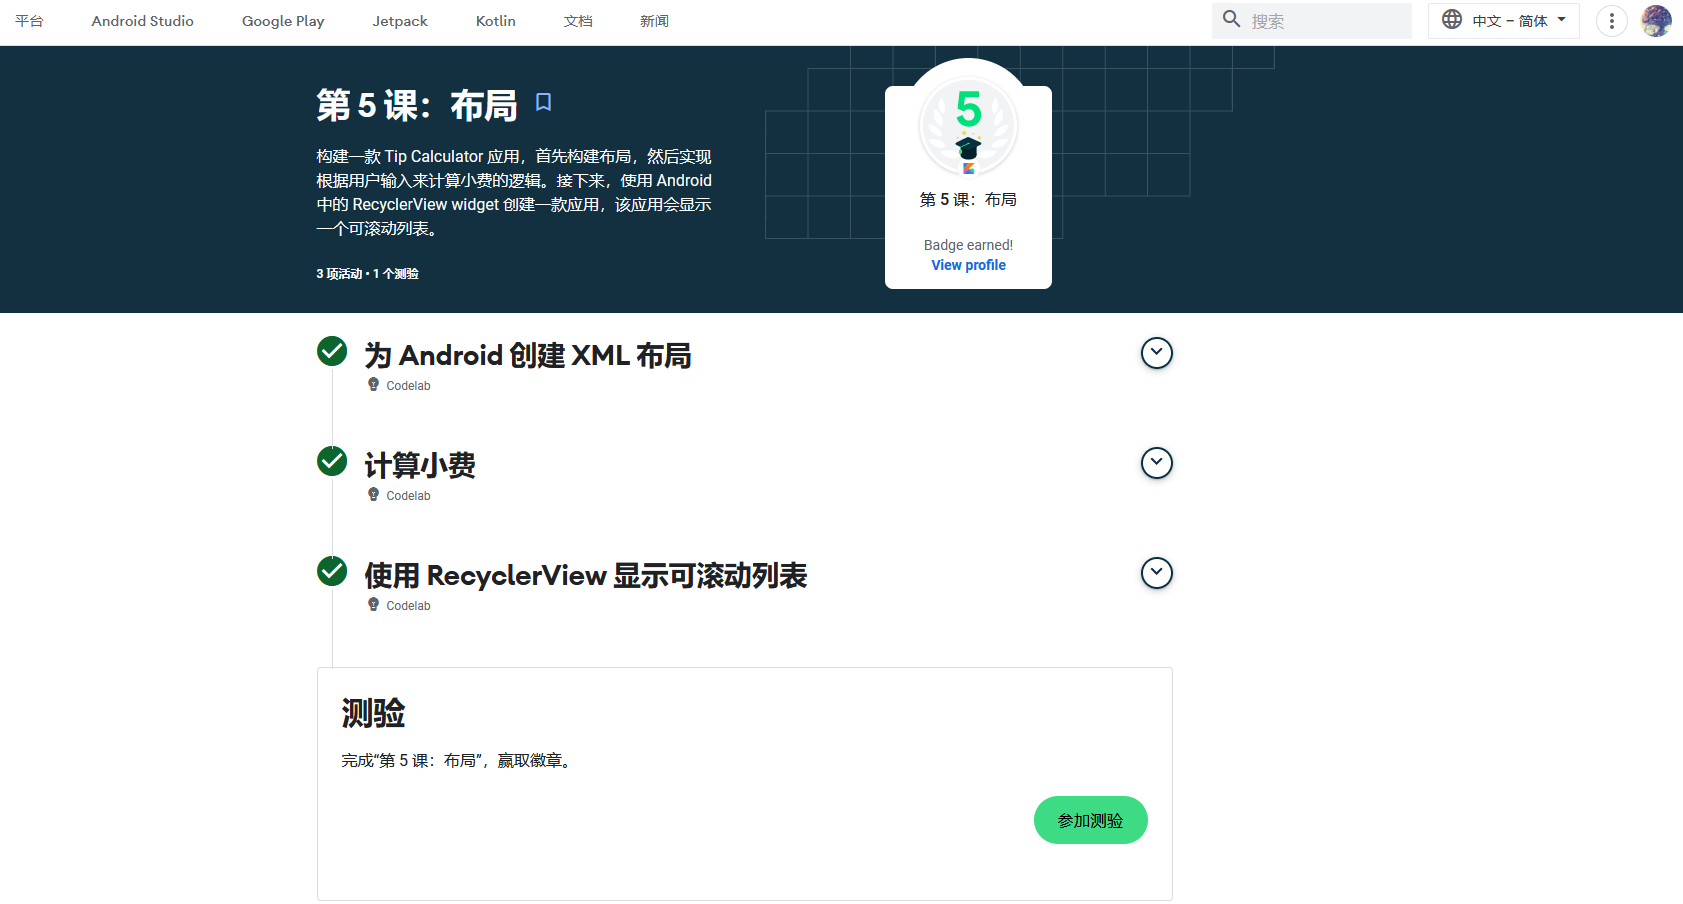 平台
Android Studio
Google Play
Jetpack
Kotlin
文档
新闻
搜索
中文 – 简体
第 5 课：布局
构建一款 Tip Calculator 应用，首先构建布局，然后实现
根据用户输入来计算小费的逻辑。接下来，使用 Android
中的 RecyclerView widget 创建一款应用，该应用会显示
一个可滚动列表。
3 项活动 • 1 个测验
5
第 5 课：布局
Badge earned!
View profile
为 Android 创建 XML 布局
Codelab
计算小费
Codelab
使用 RecyclerView 显示可滚动列表
Codelab
测验
完成“第 5 课：布局”，赢取徽章。
参加测验